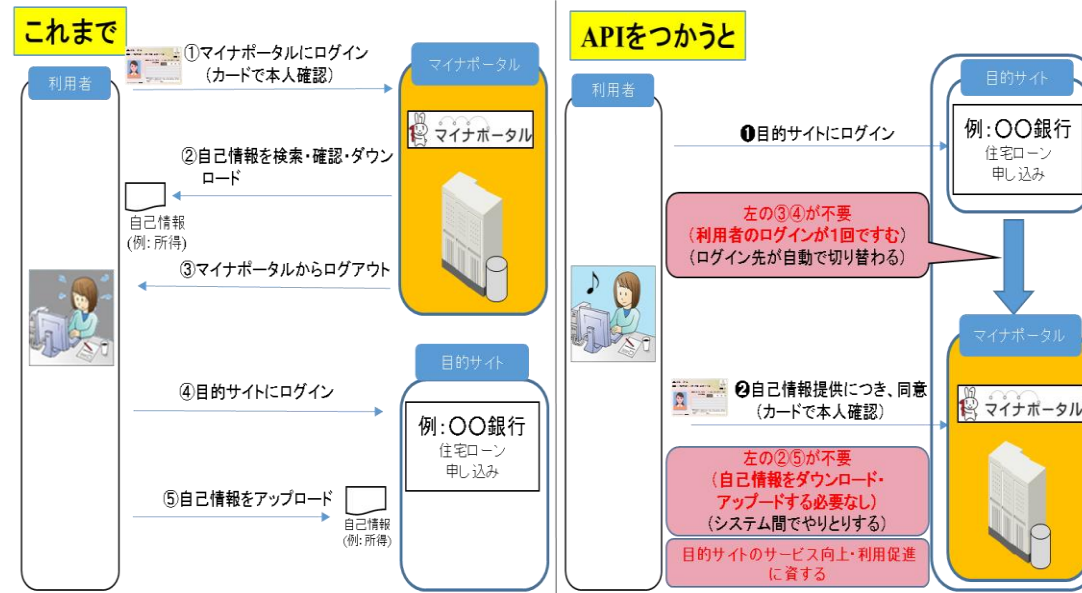 これまで
利用者
①マイナポータルにログイン
(カードで本人確認)
マイナポータル
マイナポータル
②自己情報を検索・確認・ダウン
ロード
自己情報
(例:所得)
③マイナポータルからログアウト
目的サイト
④目的サイトにログイン
例:〇〇銀行
住宅ローン
申し込み
⑤自己情報をアップロード
自己情報
(例:所得)
APIをつかうと
利用者
目的サイト
❶目的サイトにログイン
例:〇〇銀行
住宅ローン
申し込み
左の③④が不要
(利用者のログインが1回ですむ)
(ログイン先が自動で切り替わる)
マイナポータル
❷自己情報提供につき、同意
(カードで本人確認)
マイナポータル
左の②⑤が不要
(自己情報をダウンロード・
アップードする必要なし)
(システム間でやりとりする)
目的サイトのサービス向上・利用促進
に資する